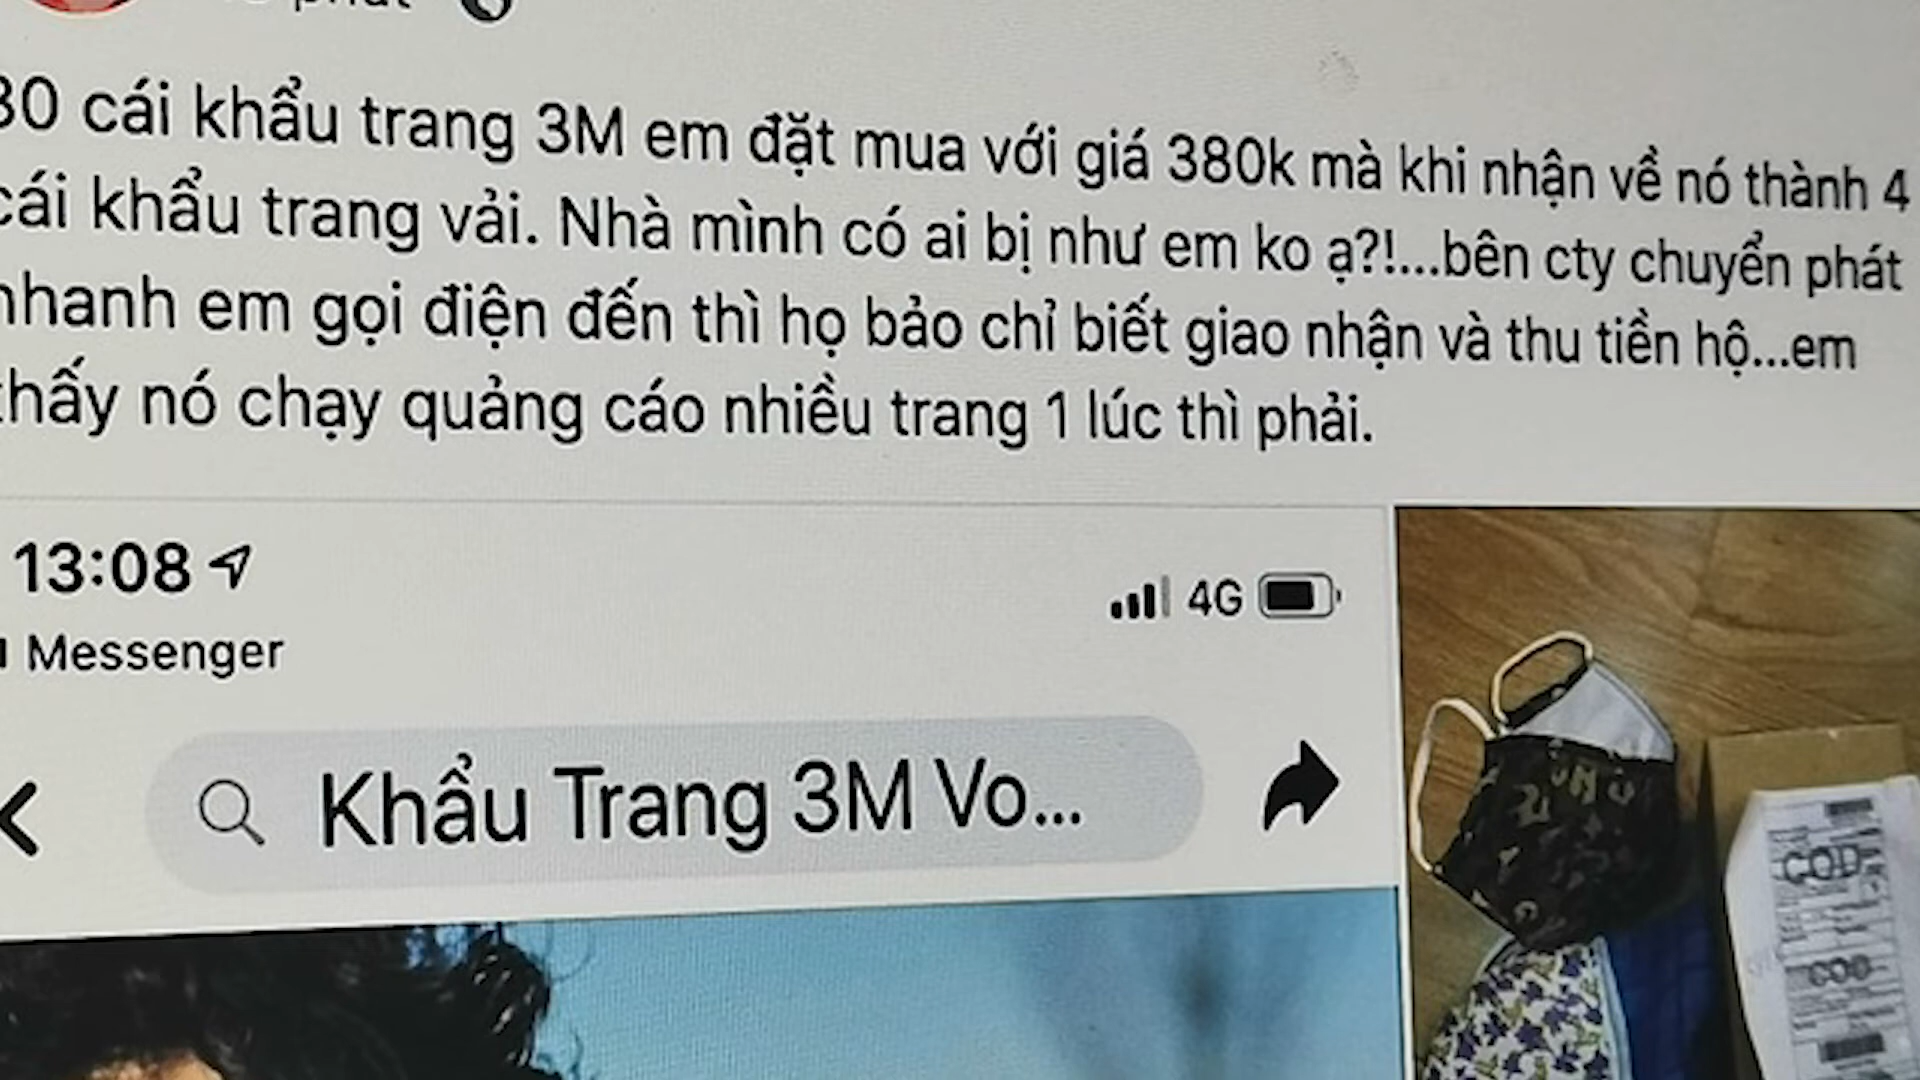 phát
30 cái khẩu trang 3M em đặt mua với giá 380k mà khi nhận về nó thành 4
cái khẩu trang vải. Nhà mình có ai bị như em ko ạ?!...bên cty chuyển phát
nhanh em gọi điện đến thì họ bảo chỉ biết giao nhận và thu tiền hộ...em
thấy nó chạy quảng cáo nhiều trang 1 lúc thì phải.
13:08
4G
Messenger
Khẩu Trang 3M Vo...
COD
COD